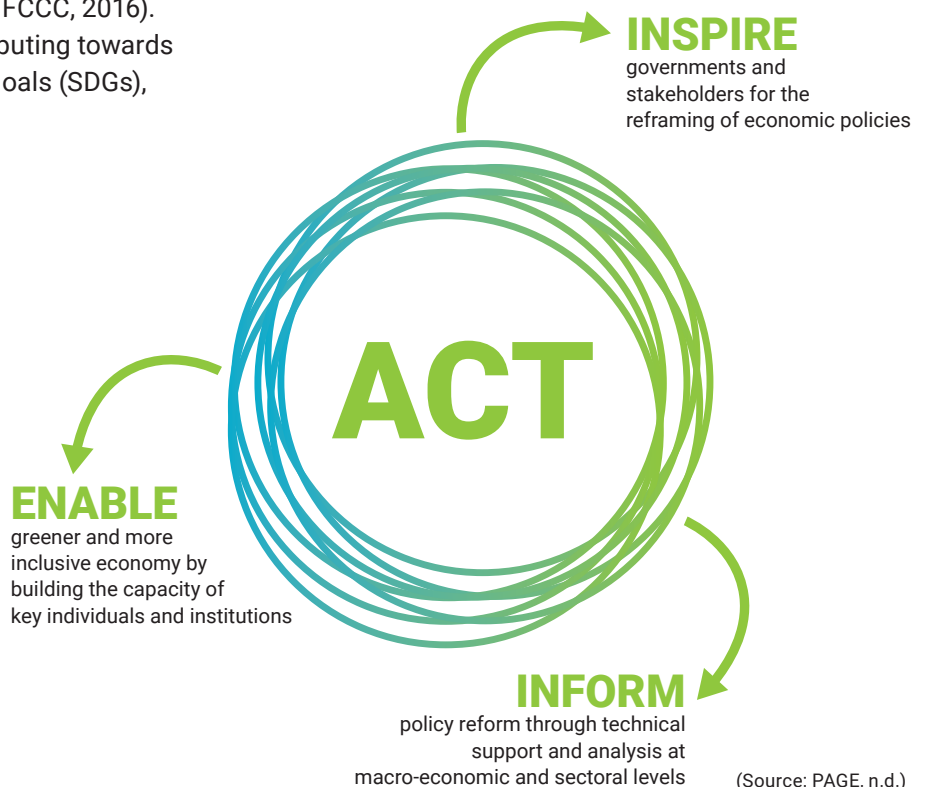 FCCC, 2016).
towards
oals (SDGs),
INSPIRE
governments and
stakeholders for the
reframing of economic policies
ACT
ENABLE
greener and more
inclusive economy by
building the capacity of
key individuals and institutions
INFORM
policy reform through technical
support and analysis at
macro-economic and sectoral levels
(Source: PAGE, n.d.)